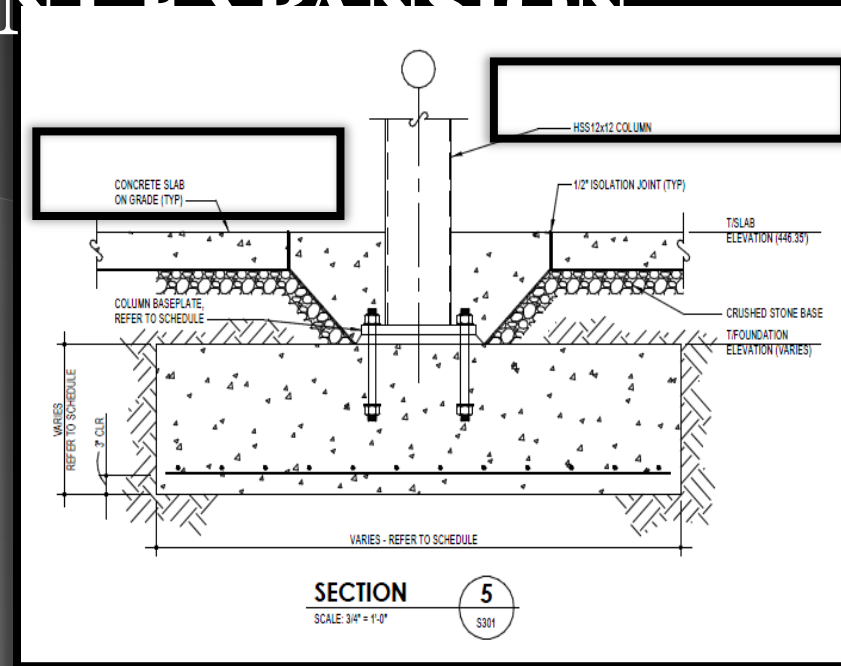 HSS12x12 COLUMN
CONCRETE SLAB
ON GRADE (TYP)
1/2" ISOLATION JOINT (TYP)
T/SLAB
ELEVATION (446.35')
COLUMN BASEPLATE,
REFER TO SCHEDULE
CRUSHED STONE BASE
T/FOUNDATION
ELEVATION (VARIES)
VARIES
REFER TO SCHEDULE
3" CLR
VARIES - REFER TO SCHEDULE
SECTION
SCALE: 3/4" = 1'-0"
5
S301